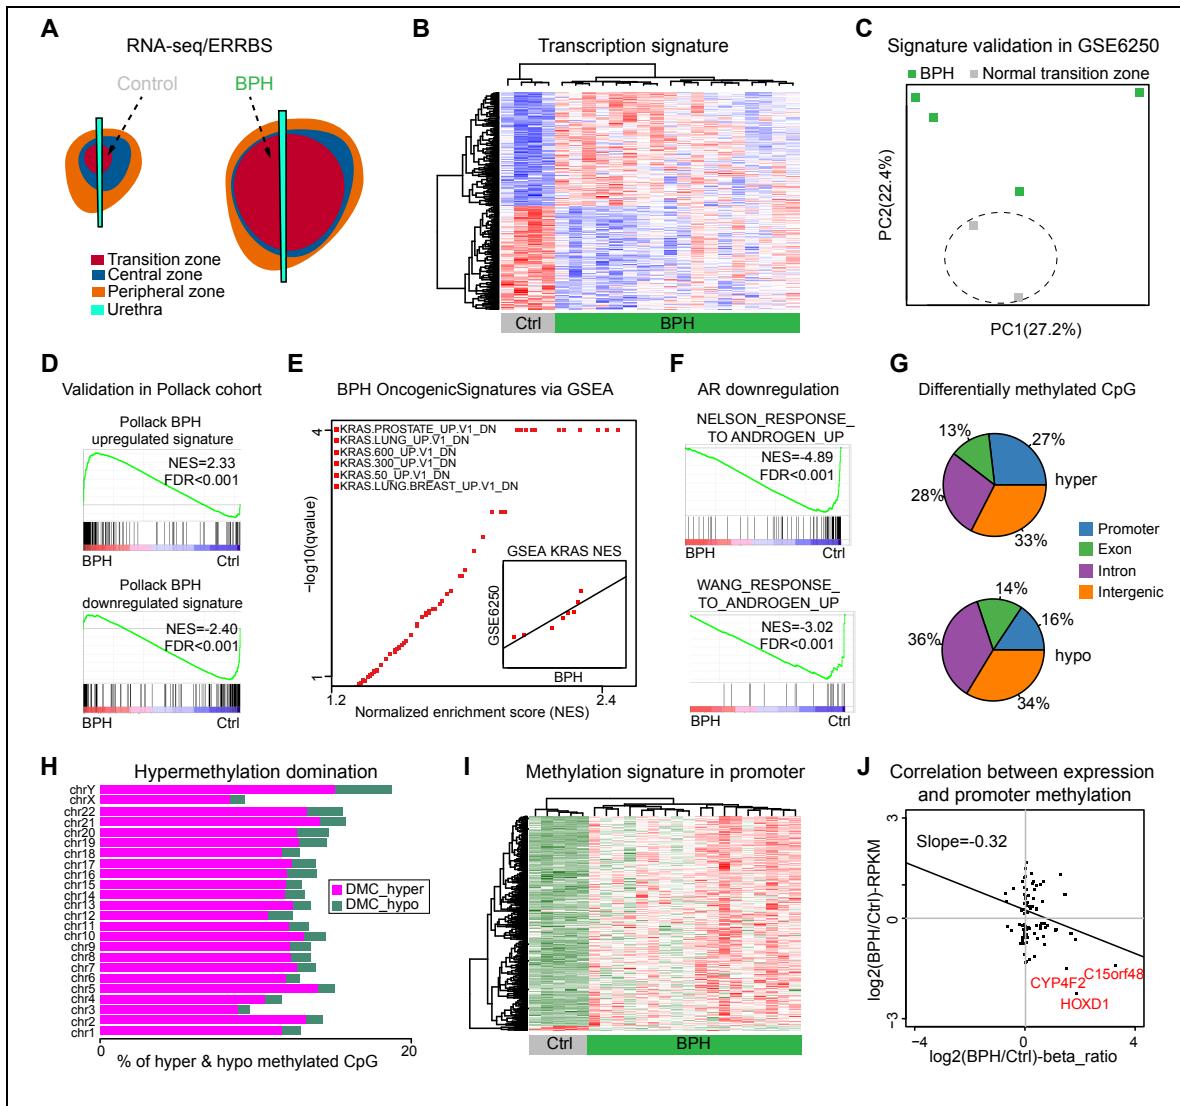 A
RNA-seq/ERRBS
Control
BPH
Transition zone
Central zone
Peripheral zone
Urethra
B
Transcription signature
Ctrl
BPH
C
Signature validation in GSE6250
BPH
Normal transition zone
PC2(22.4%)
PC1(27.2%)
D
Validation in Pollack cohort
Pollack BPH
upregulated signature
NES=2.33
FDR<0.001
BPH
Ctrl
Pollack BPH
downregulated signature
NES=-2.40
FDR<0.001
BPH
Ctrl
E
BPH OncogenicSignatures via GSEA
4
KRAS.PROSTATE_UP.V1_DN
KRAS.LUNG_UP.V1_DN
KRAS.600_UP.V1_DN
KRAS.300_UP.V1_DN
KRAS.50_UP.V1_DN
KRAS.LUNG.BREAST_UP.V1_DN
−log10(qvalue)
GSEA KRAS NES
GSE6250
BPH
1
1.2
2.4
Normalized enrichment score (NES)
F
AR downregulation
NELSON_RESPONSE_
TO ANDROGEN_UP
NES=-4.89
FDR<0.001
WANG_RESPONSE_
TO_ANDROGEN_UP
NES=-3.02
FDR<0.001
BPH
Ctrl
G
Differentially methylated CpG
13%
27%
hyper
28%
33%
Promoter
Exon
Intron
Intergenic
14%
16%
36%
hypo
34%
H
Hypermethylation domination
chrY
chrX
chr22
chr21
chr20
chr19
chr18
chr17
chr16
chr15
chr14
chr13
chr12
chr11
chr10
chr9
chr8
chr7
chr6
chr5
chr4
chr3
chr2
chr1
DMC_hyper
DMC_hypo
0
20
% of hyper & hypo methylated CpG
I
Methylation signature in promoter
Ctrl
BPH
J
Correlation between expression
and promoter methylation
3
Slope=-0.32
0
log2(BPH/Ctrl)-RPKM
C15orf48
CYP4F2
HOXD1
−3
−4
0
4
log2(BPH/Ctrl)-beta_ratio